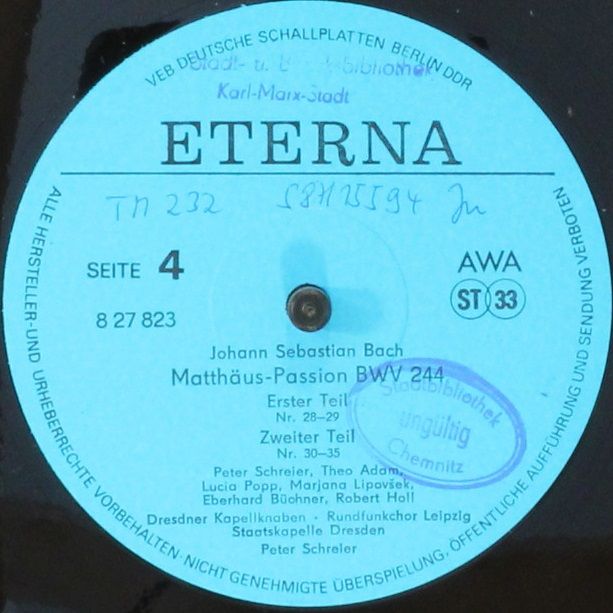 VEB DEUTSCHE SCHALLPLATTEN BERLIN DDR
Karl-Marx-Stadt
ETERNA
TM 232
SEITE 4
AWA
ST 33
8 27 823
Johann Sebastian Bach
Matthäus-Passion BWV 244
Erster Teil
Nr. 28–29
Zweiter Teil
Nr. 30–35
Stadtbibliothek
ungültig
Chemnitz
Peter Schreier, Theo Adam,
Lucia Popp, Marjana Lipovšek,
Eberhard Büchner, Robert Holl
Dresdner Kapellknaben · Rundfunkchor Leipzig
Staatskapelle Dresden
Peter Schreier
ALLE HERSTELLER-UND URHEBERRECHTE VORBEHALTEN·NICHT GENEHMIGTE ÜBERSPIELUNG, ÖFFENTLICHE AUFFÜHRUNG UND SENDUNG VERBOTEN